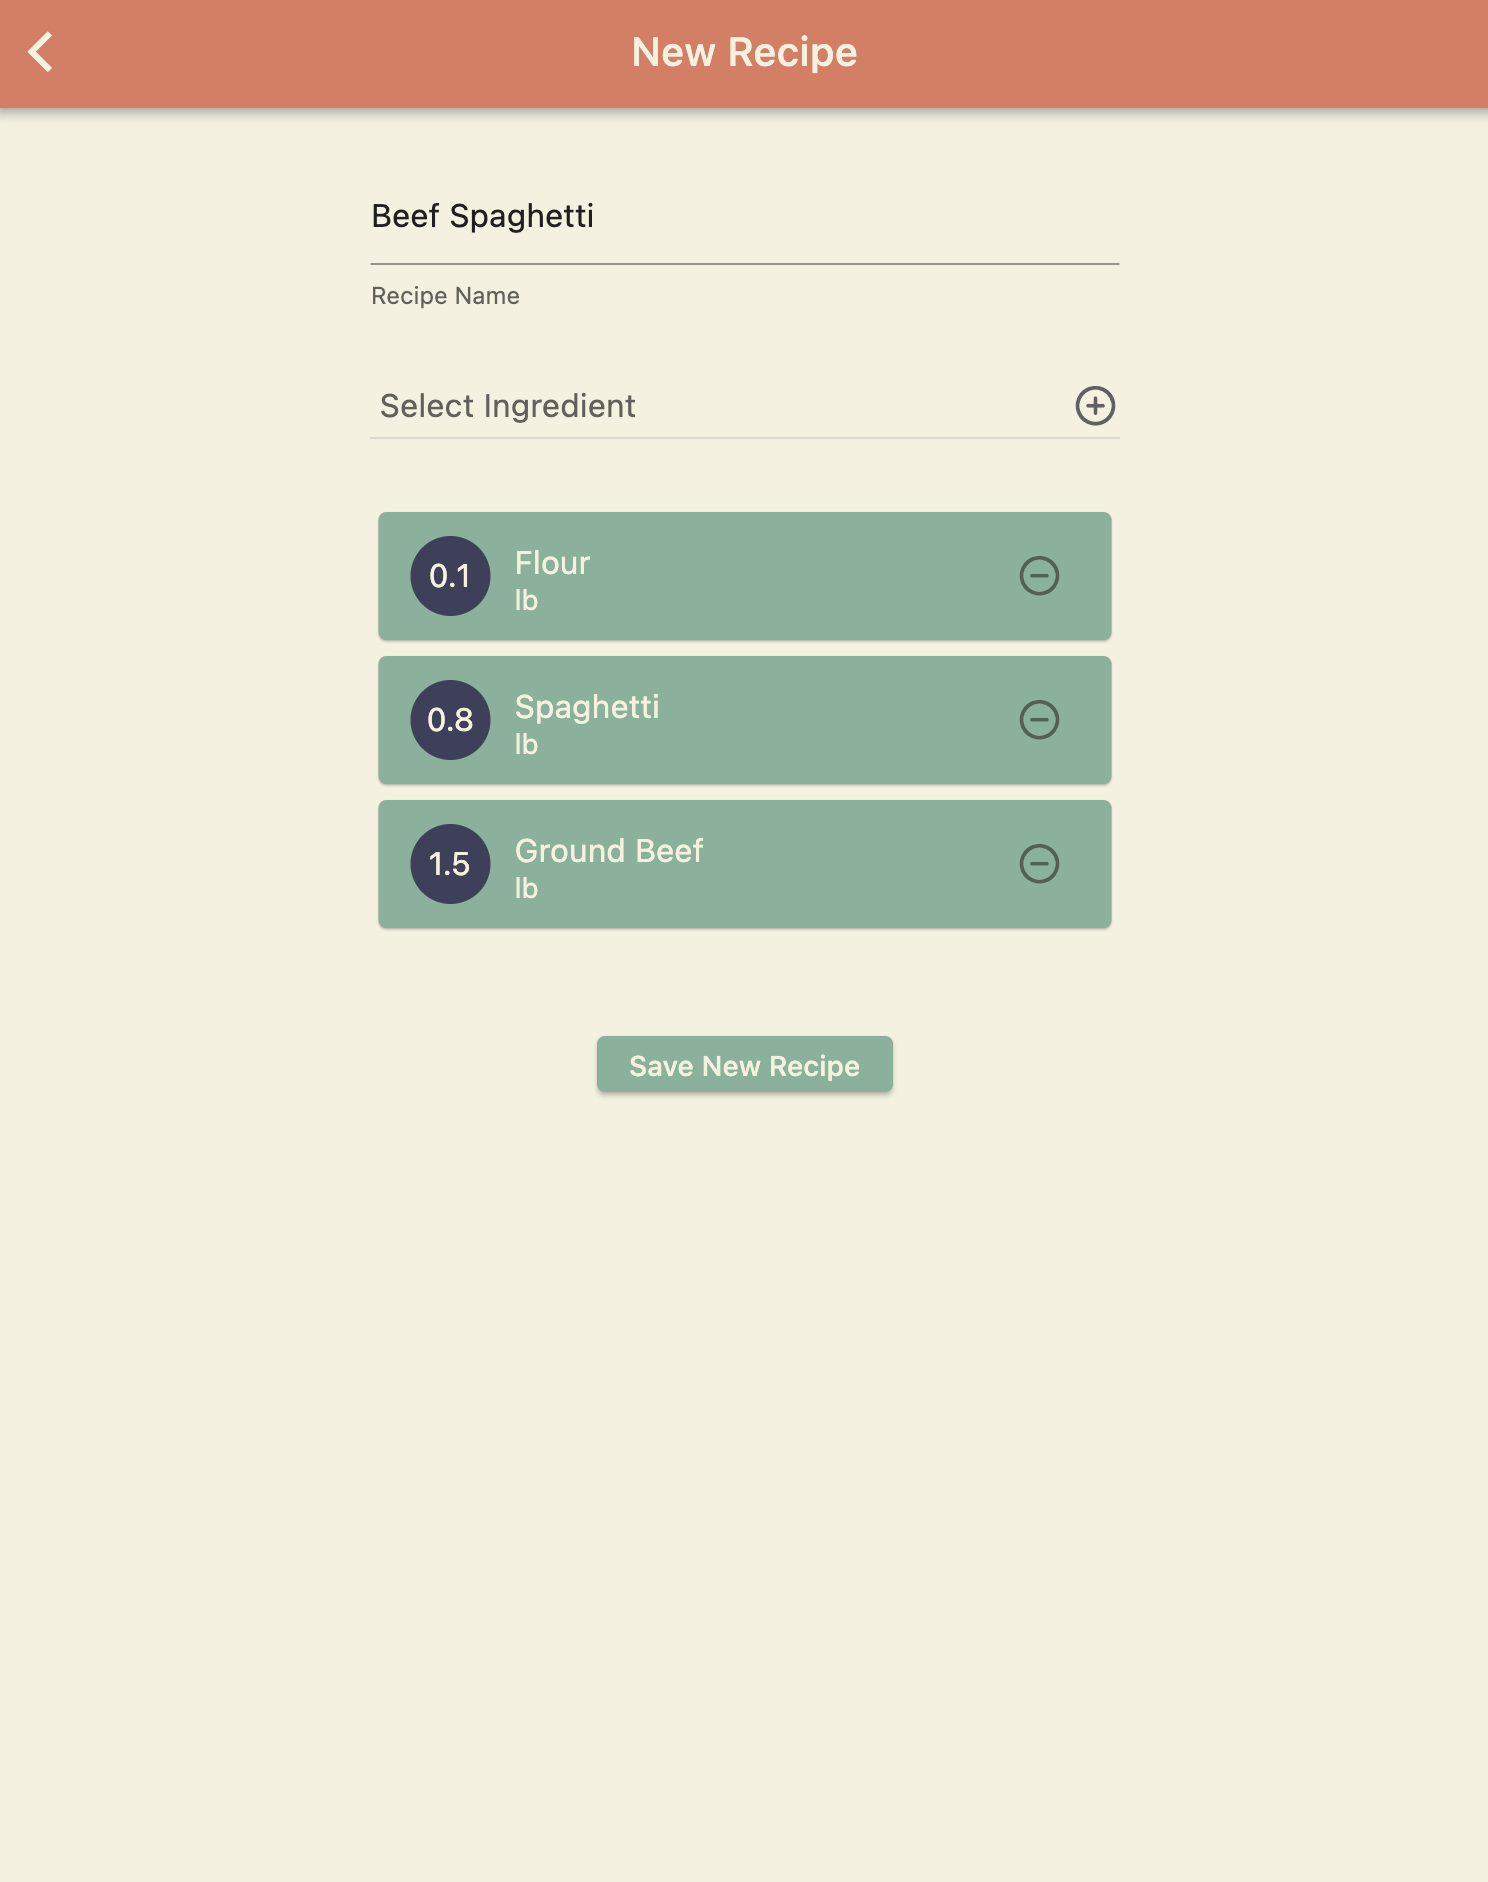 New Recipe
Beef Spaghetti
Recipe Name
Select Ingredient
0.1
Flour
lb
0.8
Spaghetti
lb
1.5
Ground Beef
lb
Save New Recipe